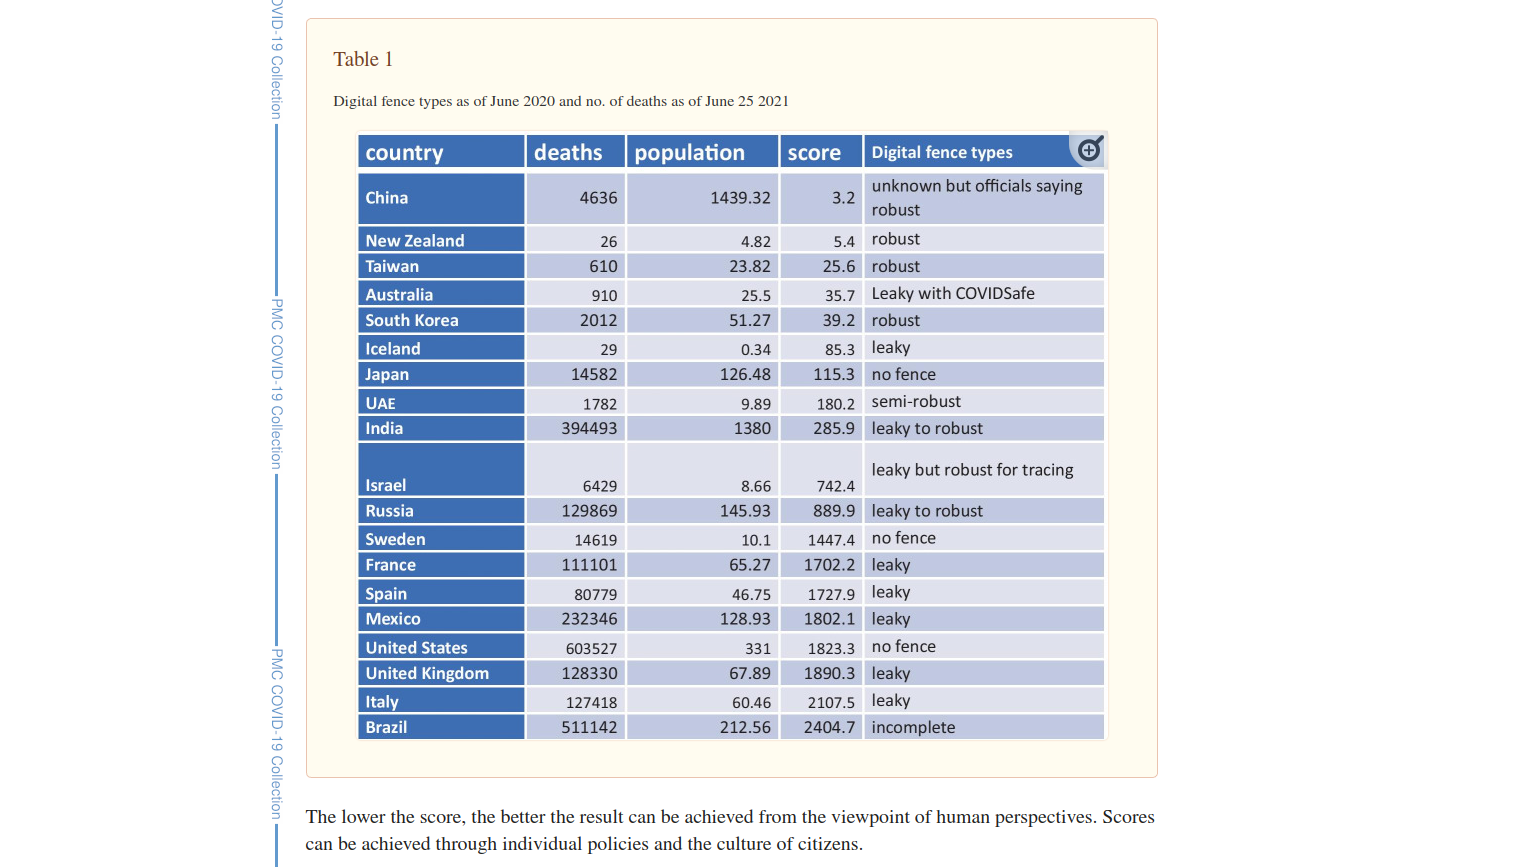 OVID-19 Collection
PMC COVID-19 Collection
PMC COVID-19 Collection
Table 1
Digital fence types as of June 2020 and no. of deaths as of June 25 2021
country deaths population score Digital fence types
China 4636 1439.32 3.2 unknown but officials saying
robust
New Zealand 26 4.82 5.4 robust
Taiwan 610 23.82 25.6 robust
Australia 910 25.5 35.7 Leaky with COVIDSafe
South Korea 2012 51.27 39.2 robust
Iceland 29 0.34 85.3 leaky
Japan 14582 126.48 115.3 no fence
UAE 1782 9.89 180.2 semi-robust
India 394493 1380 285.9 leaky to robust
Israel 6429 8.66 742.4 leaky but robust for tracing
Russia 129869 145.93 889.9 leaky to robust
Sweden 14619 10.1 1447.4 no fence
France 111101 65.27 1702.2 leaky
Spain 80779 46.75 1727.9 leaky
Mexico 232346 128.93 1802.1 leaky
United States 603527 331 1823.3 no fence
United Kingdom 128330 67.89 1890.3 leaky
Italy 127418 60.46 2107.5 leaky
Brazil 511142 212.56 2404.7 incomplete
The lower the score, the better the result can be achieved from the viewpoint of human perspectives. Scores
can be achieved through individual policies and the culture of citizens.